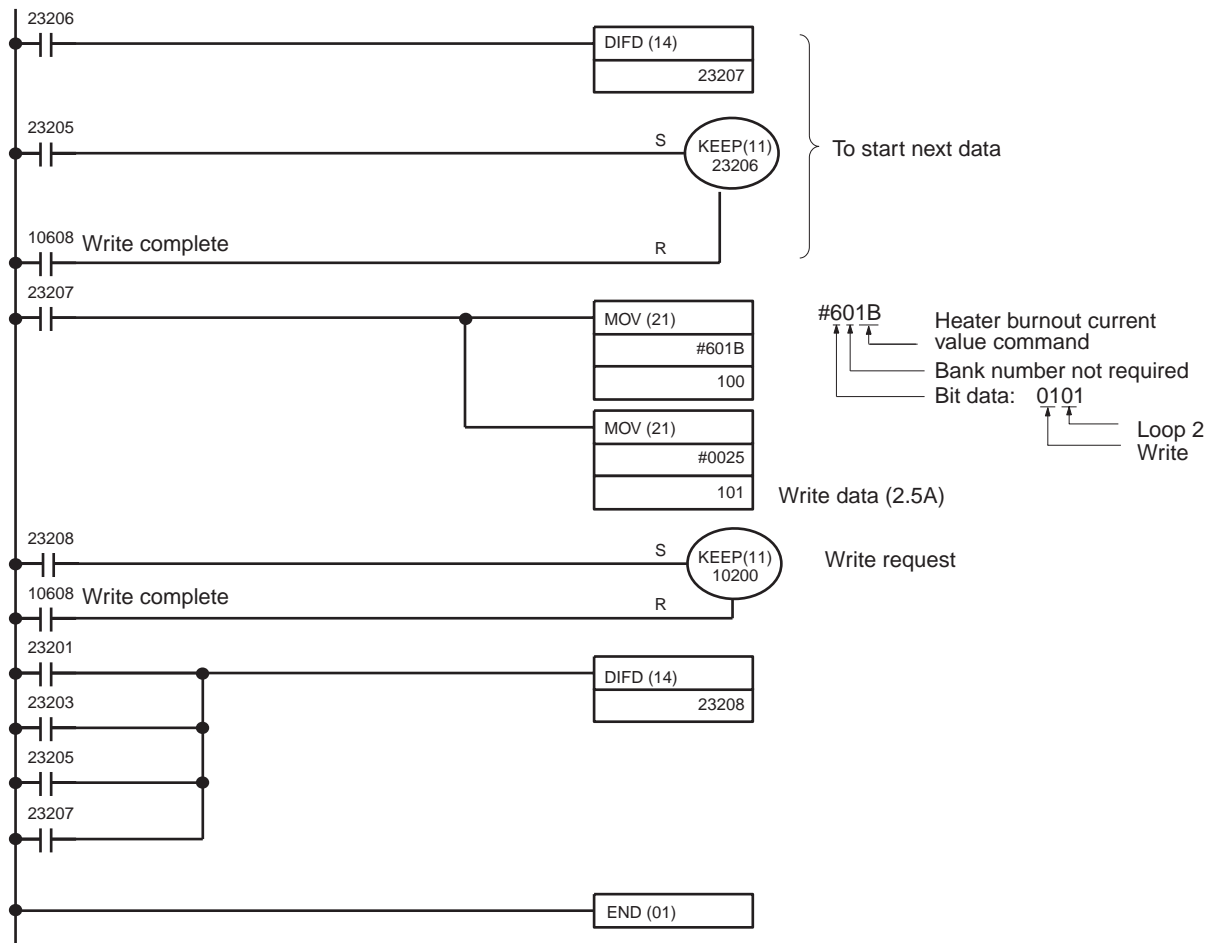 23206
DIFD (14)
23207
23205
S
KEEP(11)
23206
To start next data
10608 Write complete
R
23207
MOV (21)
#601B
100
#601B
Heater burnout current
value command
Bank number not required
Bit data: 0101
Loop 2
Write
MOV (21)
#0025
101
Write data (2.5A)
23208
S
KEEP(11)
10200
Write request
10608 Write complete
R
23201
DIFD (14)
23208
23203
23205
23207
END (01)